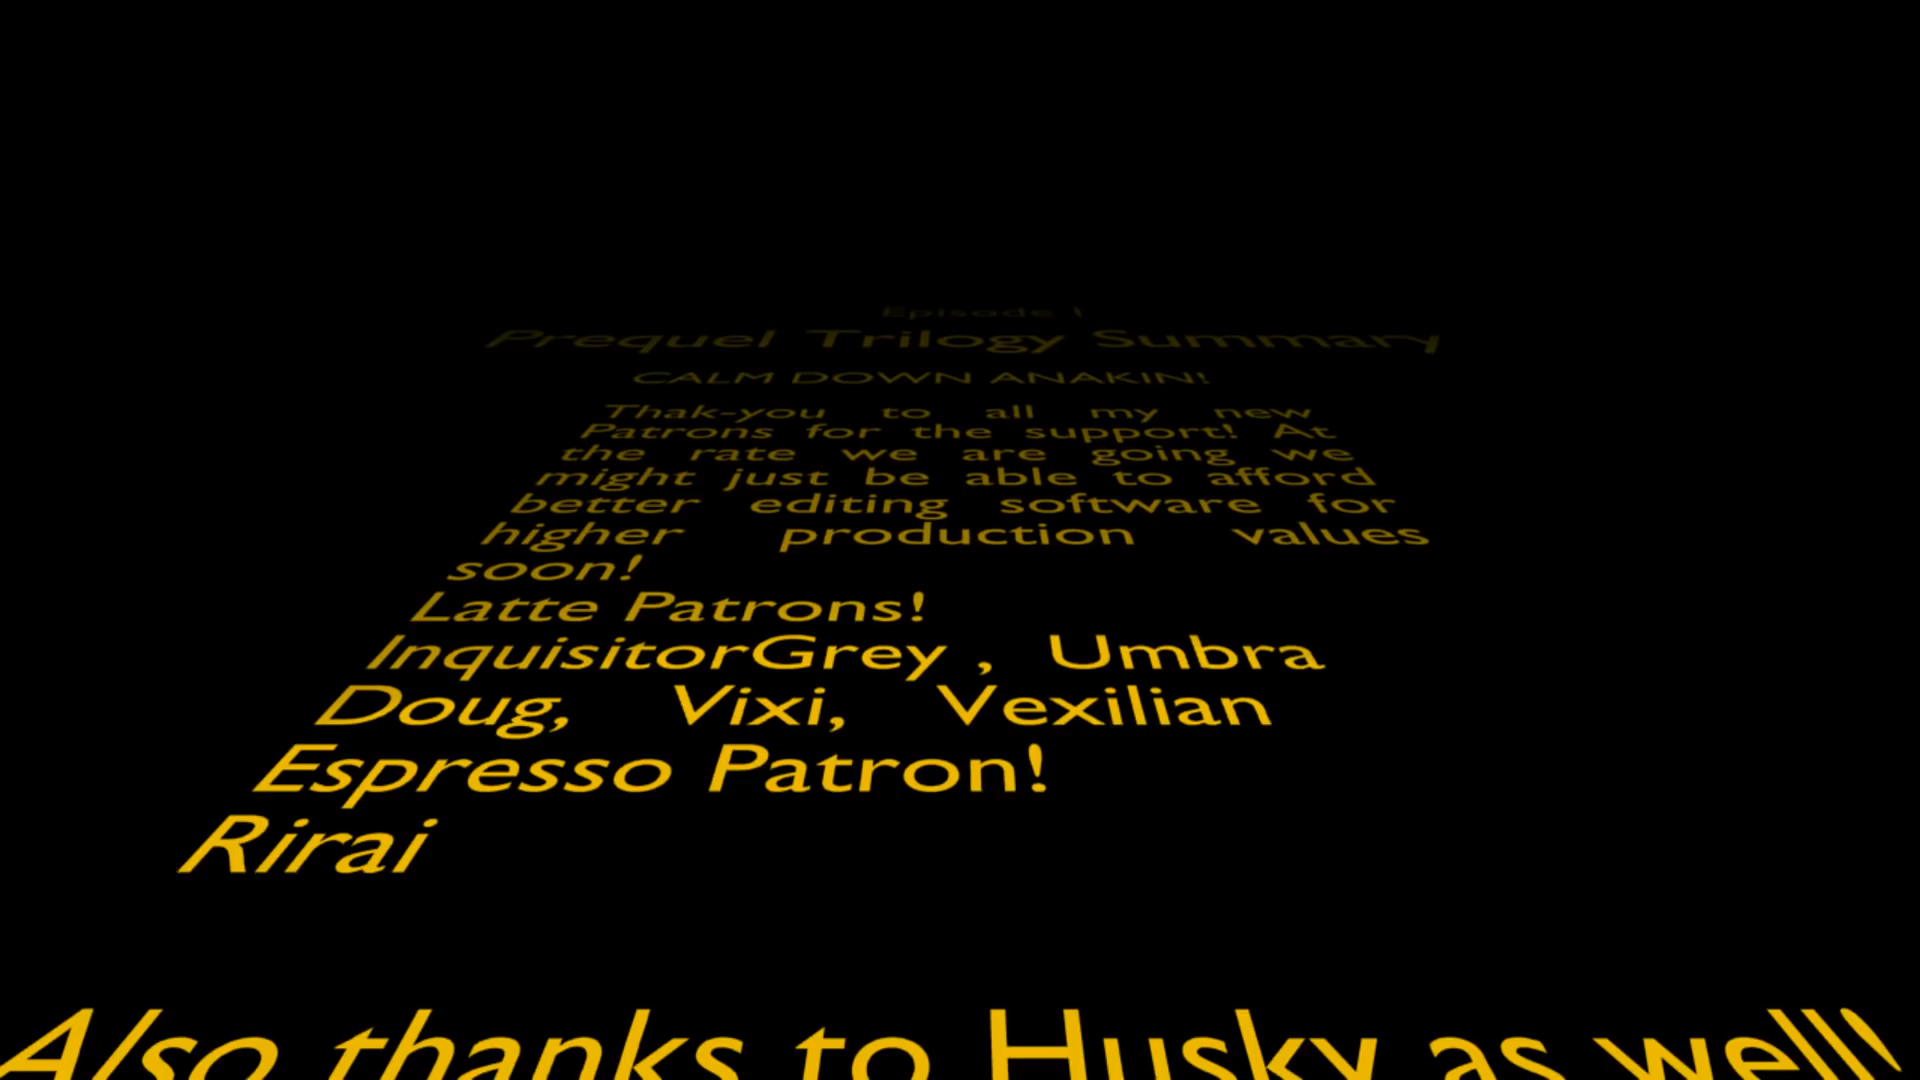 Episode I
Prequel Trilogy Summary
CALM DOWN ANAKIN!
Thak-you to all my new
Patrons for the support! At
the rate we are going we
might just be able to afford
better editing software for
higher production values
soon!
Latte Patrons!
InquisitorGrey , Umbra
Doug, Vixi, Vexilian
Espresso Patron!
Rirai
Also thanks to Husky as well!